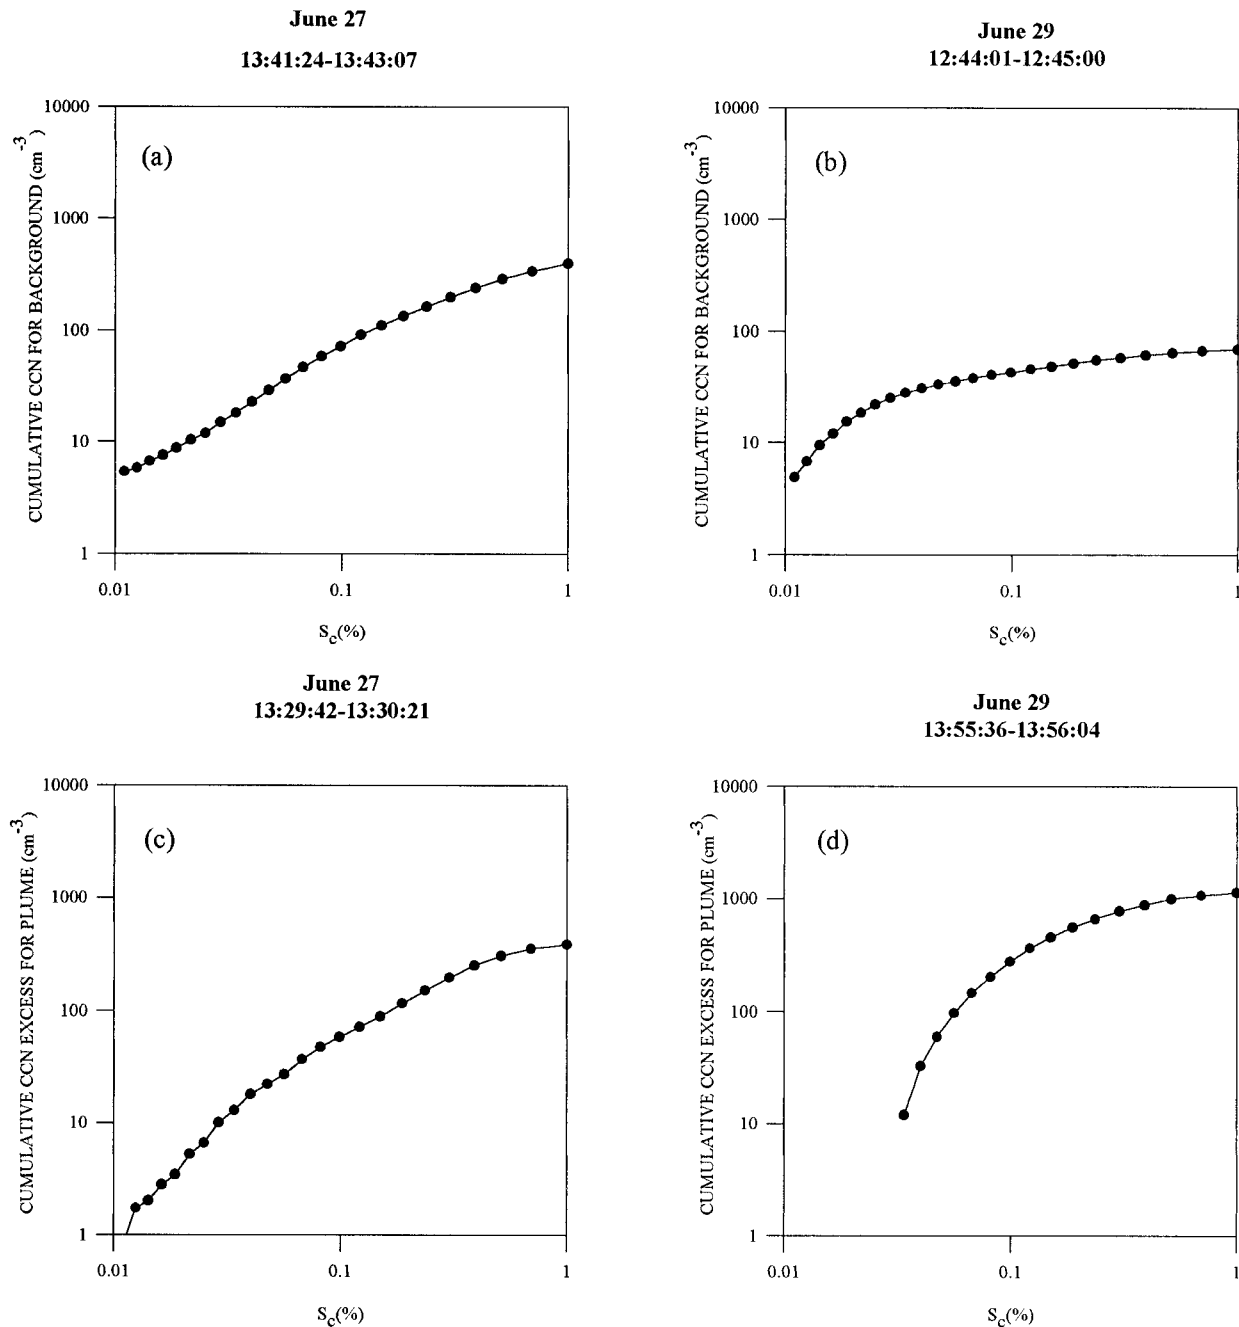 June 27
13:41:24-13:43:07
10000
1000
100
10
1
CUMULATIVE CCN FOR BACKGROUND (cm-3)
(a)
0.01
0.1
1
Sc(%)
June 29
12:44:01-12:45:00
10000
1000
100
10
1
CUMULATIVE CCN FOR BACKGROUND (cm-3)
(b)
0.01
0.1
1
Sc(%)
June 27
13:29:42-13:30:21
10000
1000
100
10
1
CUMULATIVE CCN EXCESS FOR PLUME (cm-3)
(c)
0.01
0.1
1
Sc(%)
June 29
13:55:36-13:56:04
10000
1000
100
10
1
CUMULATIVE CCN EXCESS FOR PLUME (cm-3)
(d)
0.01
0.1
1
Sc(%)